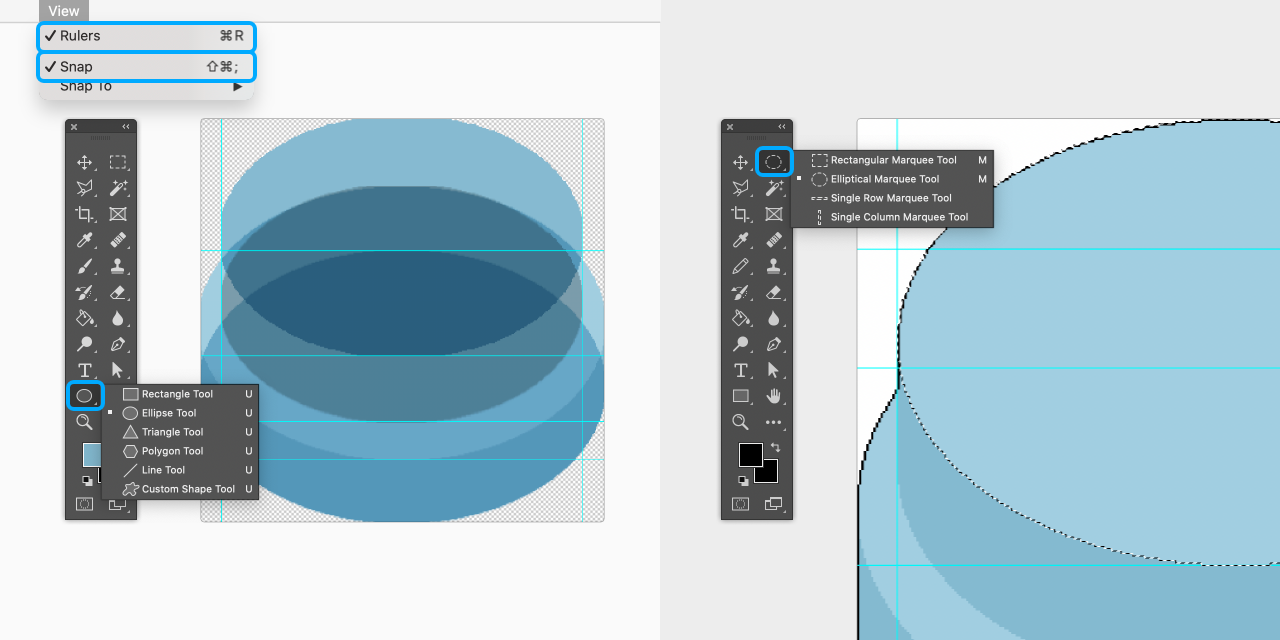 View
✓ Rulers ⌘R
✓ Snap ⇧⌘;
Snap To ▶
Rectangle Tool U
Ellipse Tool U
Triangle Tool U
Polygon Tool U
Line Tool U
Custom Shape Tool U
Rectangular Marquee Tool M
Elliptical Marquee Tool M
Single Row Marquee Tool
Single Column Marquee Tool